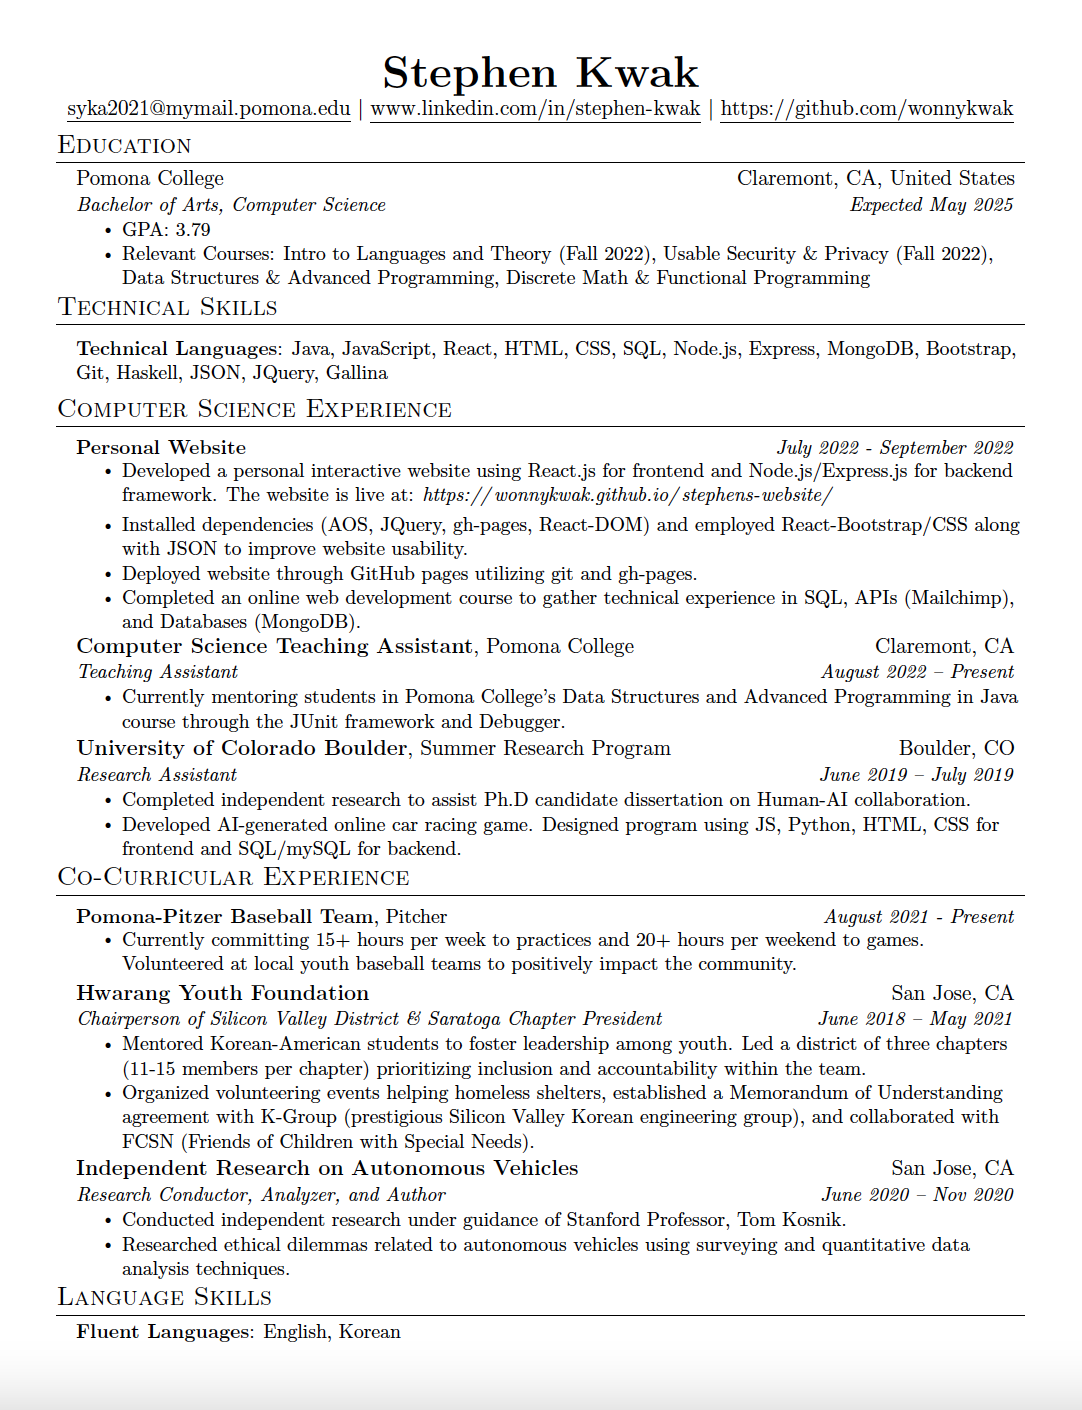 Stephen Kwak
syka2021@mymail.pomona.edu | www.linkedin.com/in/stephen-kwak | https://github.com/wonnykwak
Education
Pomona College Claremont, CA, United States
Bachelor of Arts, Computer Science Expected May 2025
• GPA: 3.79
• Relevant Courses: Intro to Languages and Theory (Fall 2022), Usable Security & Privacy (Fall 2022),
Data Structures & Advanced Programming, Discrete Math & Functional Programming
Technical Skills
Technical Languages: Java, JavaScript, React, HTML, CSS, SQL, Node.js, Express, MongoDB, Bootstrap,
Git, Haskell, JSON, JQuery, Gallina
Computer Science Experience
Personal Website July 2022 - September 2022
• Developed a personal interactive website using React.js for frontend and Node.js/Express.js for backend
framework. The website is live at: https://wonnykwak.github.io/stephens-website/
• Installed dependencies (AOS, JQuery, gh-pages, React-DOM) and employed React-Bootstrap/CSS along
with JSON to improve website usability.
• Deployed website through GitHub pages utilizing git and gh-pages.
• Completed an online web development course to gather technical experience in SQL, APIs (Mailchimp),
and Databases (MongoDB).
Computer Science Teaching Assistant, Pomona College Claremont, CA
Teaching Assistant August 2022 – Present
• Currently mentoring students in Pomona College's Data Structures and Advanced Programming in Java
course through the JUnit framework and Debugger.
University of Colorado Boulder, Summer Research Program Boulder, CO
Research Assistant June 2019 – July 2019
• Completed independent research to assist Ph.D candidate dissertation on Human-AI collaboration.
• Developed AI-generated online car racing game. Designed program using JS, Python, HTML, CSS for
frontend and SQL/mySQL for backend.
Co-Curricular Experience
Pomona-Pitzer Baseball Team, Pitcher August 2021 - Present
• Currently committing 15+ hours per week to practices and 20+ hours per weekend to games.
Volunteered at local youth baseball teams to positively impact the community.
Hwarang Youth Foundation San Jose, CA
Chairperson of Silicon Valley District & Saratoga Chapter President June 2018 – May 2021
• Mentored Korean-American students to foster leadership among youth. Led a district of three chapters
(11-15 members per chapter) prioritizing inclusion and accountability within the team.
• Organized volunteering events helping homeless shelters, established a Memorandum of Understanding
agreement with K-Group (prestigious Silicon Valley Korean engineering group), and collaborated with
FCSN (Friends of Children with Special Needs).
Independent Research on Autonomous Vehicles San Jose, CA
Research Conductor, Analyzer, and Author June 2020 – Nov 2020
• Conducted independent research under guidance of Stanford Professor, Tom Kosnik.
• Researched ethical dilemmas related to autonomous vehicles using surveying and quantitative data
analysis techniques.
Language Skills
Fluent Languages: English, Korean